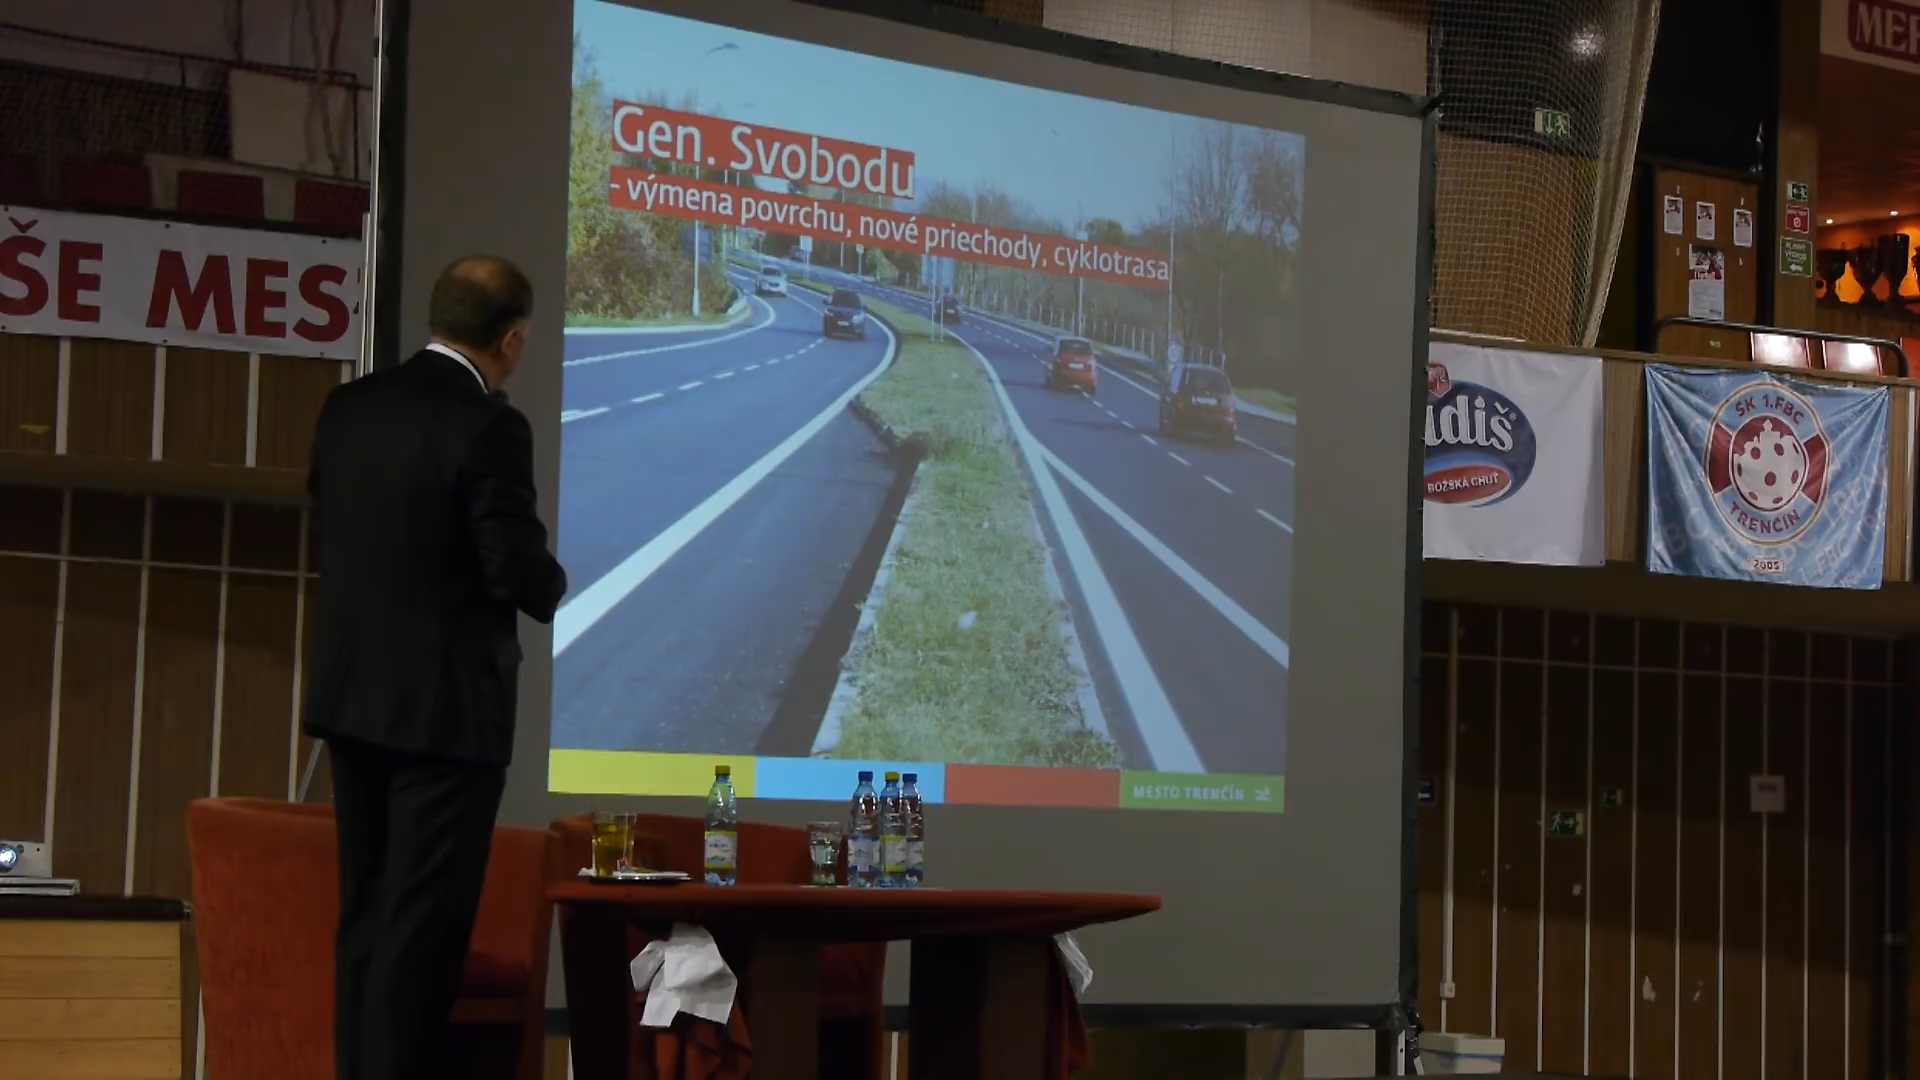 Gen. Svobodu
- výmena povrchu, nové priechody, cyklotrasa
MESTO TRENČÍN
ŠE MES
MER
udiš
BOŽSKÁ CHUŤ
SK 1.FBC
TRENČÍN
2005